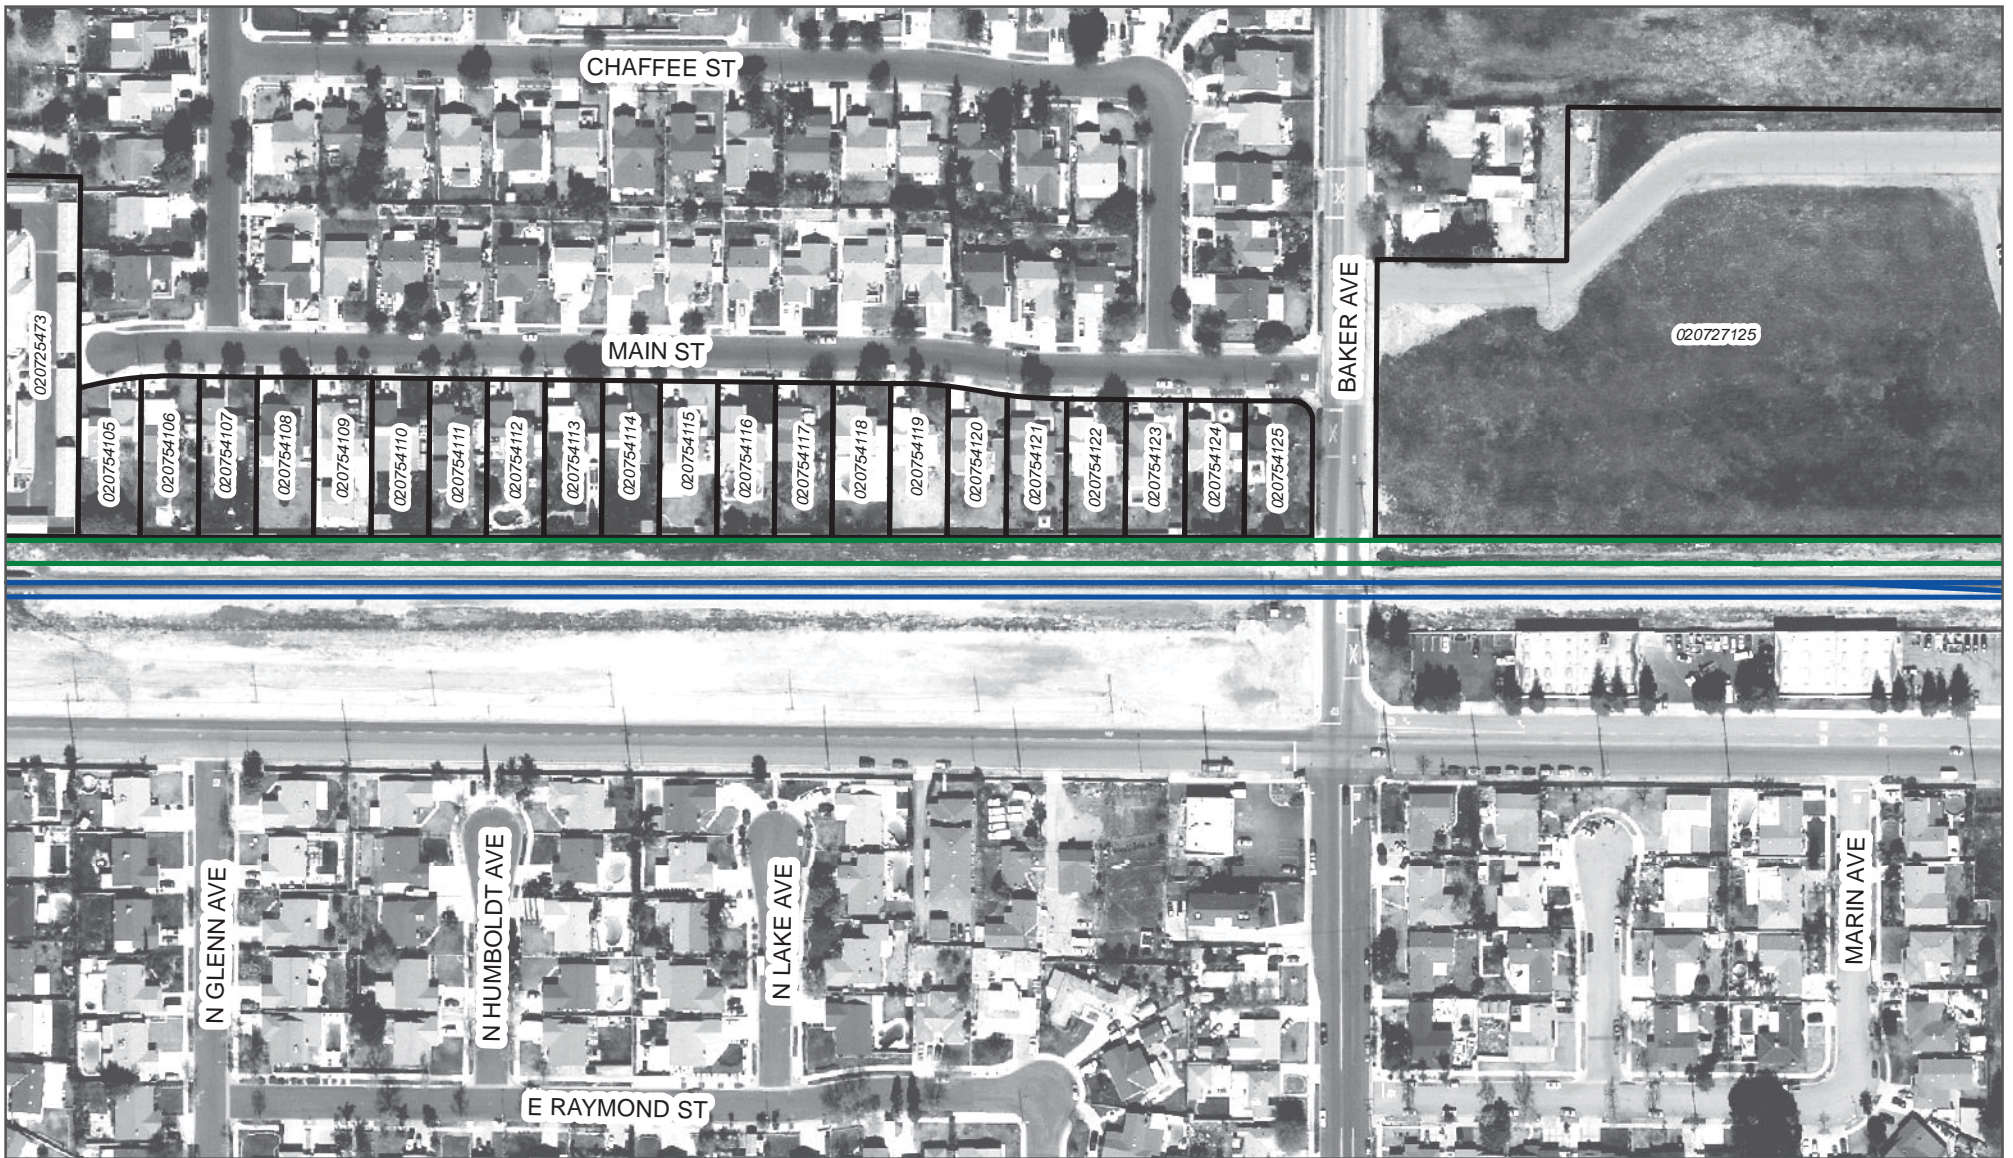 CHAFFEE ST
BAKER AVE
020725473
020727125
MAIN ST
020754105
020754106
020754107
020754108
020754109
020754110
020754111
020754112
020754113
020754114
020754115
020754116
020754117
020754118
020754119
020754120
020754121
020754122
020754123
020754124
020754125
N GLENN AVE
N HUMBOLDT AVE
N LAKE AVE
MARIN AVE
E RAYMOND ST